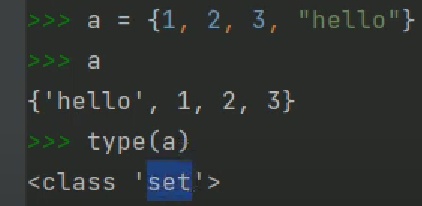 >>> a = {1, 2, 3, "hello"}
>>> a
{'hello', 1, 2, 3}
>>> type(a)
<class 'set'>